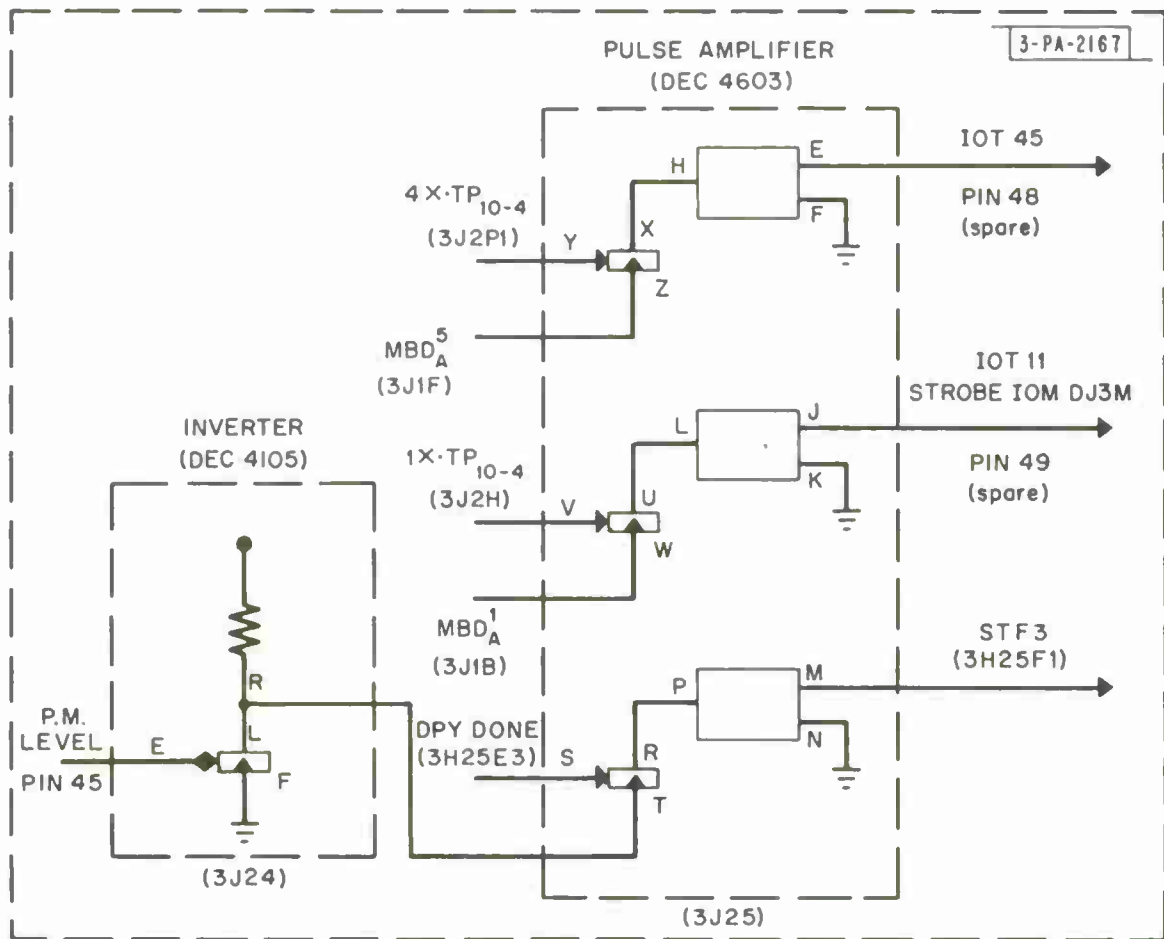 3-PA-2167
PULSE AMPLIFIER
(DEC 4603)
IOT 45
E
H
4X·TP10-4
(3J2P1)
F
PIN 48
(spare)
Y
X
Z
MBD5A
(3J1F)
IOT 11
STROBE IOM DJ3M
INVERTER
(DEC 4105)
L
J
1X·TP10-4
(3J2H)
K
PIN 49
(spare)
V
U
W
MBD1A
(3J1B)
STF3
(3H25F1)
R
P
M
P.M.
LEVEL
E
L
DPY DONE
(3H25E3)
N
PIN 45
F
S
R
T
(3J24)
(3J25)